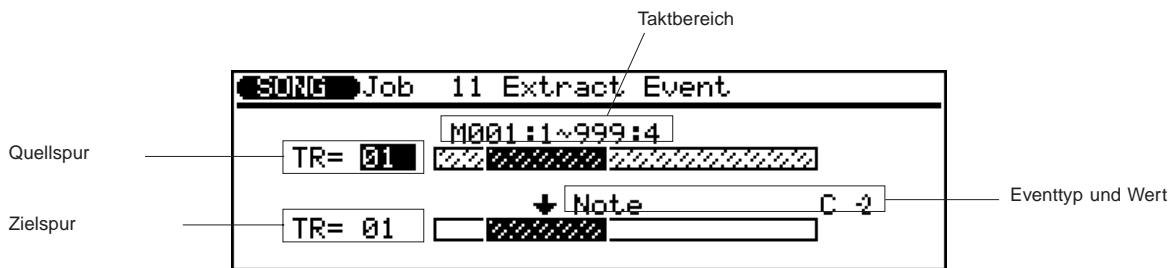 Taktbereich
SONG Job 11 Extract Event
M001:1~999:4
Quellspur
TR= 01
Note C -2
Eventtyp und Wert
Zielspur
TR= 01